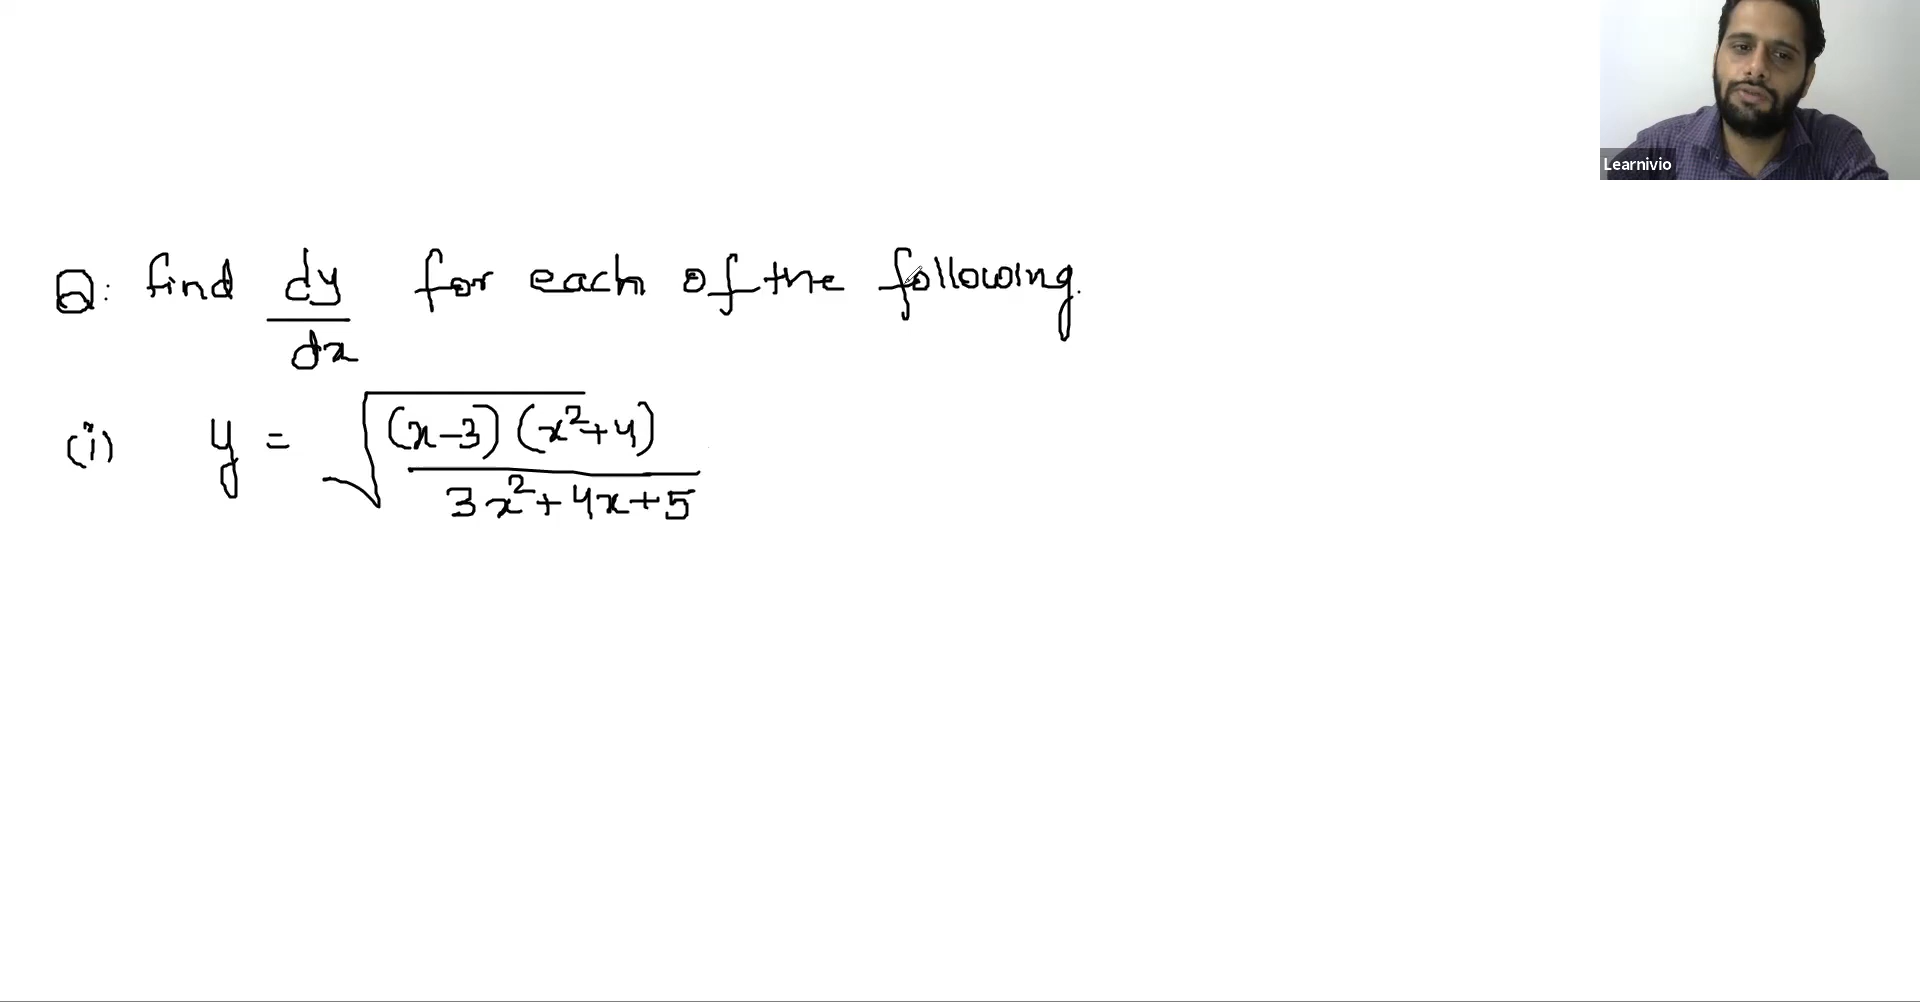 Learnivio
Q: find dy/dx for each of the following.
(i) y = √((x-3)(x²+4)/(3x²+4x+5))